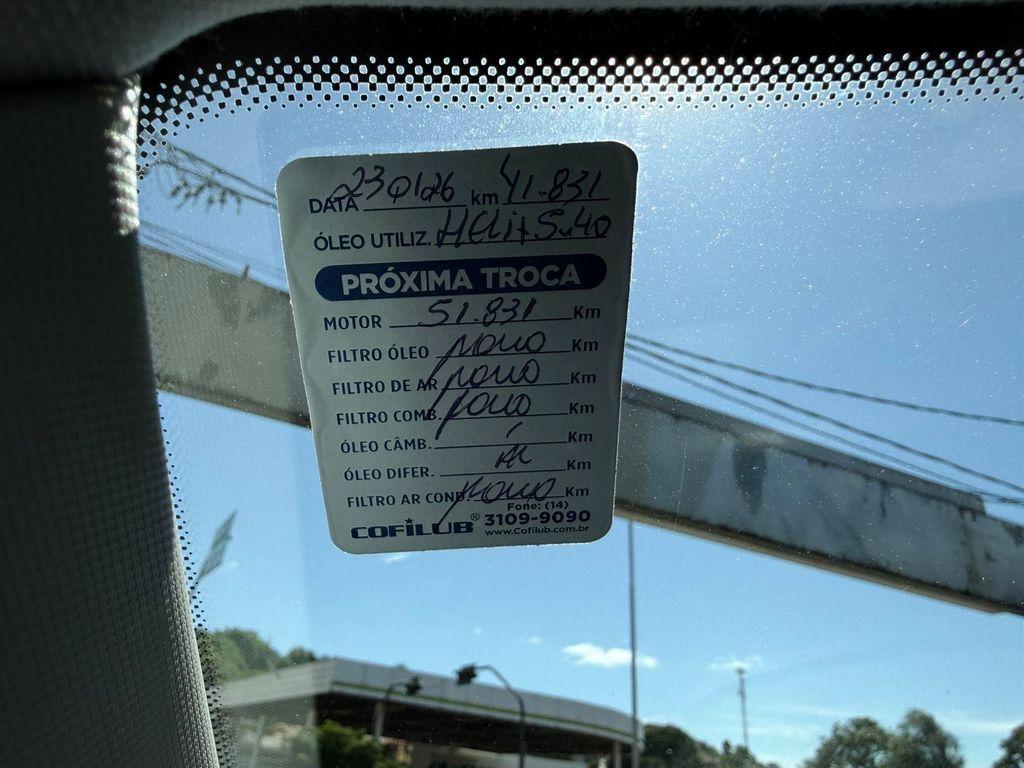 DATA 23 01 26 km 41.831
ÓLEO UTILIZ. Helix 5w40
PRÓXIMA TROCA
MOTOR 51.831 Km
FILTRO ÓLEO novo Km
FILTRO DE AR novo Km
FILTRO COMB. novo Km
ÓLEO CÂMB. Km
ÓLEO DIFER. Km
FILTRO AR COND. novo Km
Fone: (14)
COFILUB® 3109-9090
www.Cofilub.com.br